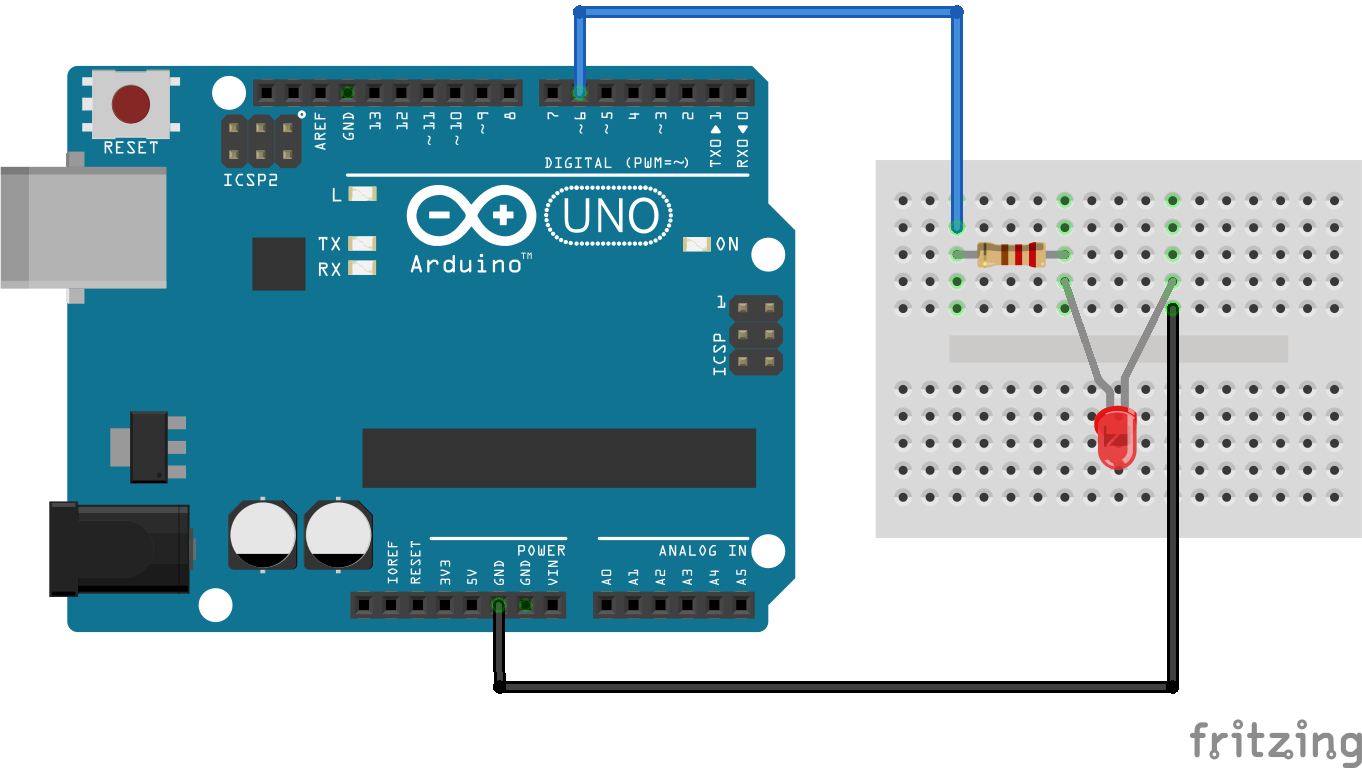 RESET
ICSP2
AREF
GND
13
12
~11
~10
~9
8
7
~6
~5
4
~3
2
TX0▶1
RX0◀0
DIGITAL (PWM=~)
L
TX
RX
UNO
Arduino™
ON
1
ICSP
IOREF
RESET
3V3
5V
GND
GND
VIN
POWER
ANALOG IN
A0
A1
A2
A3
A4
A5
fritzing